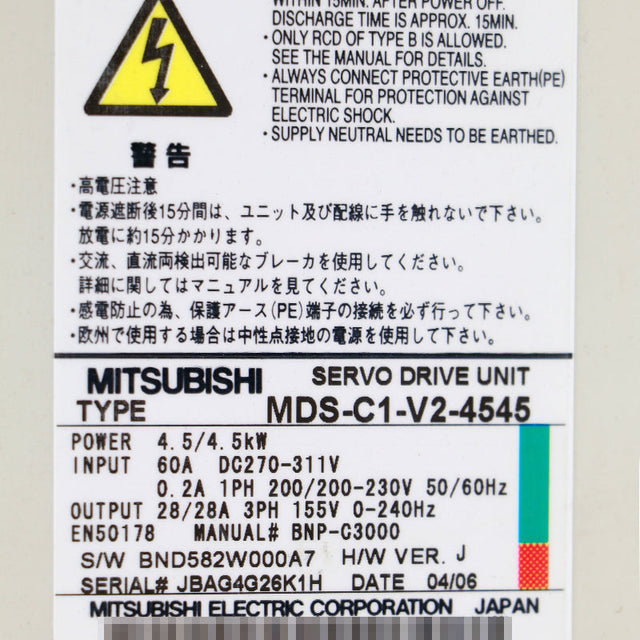 WITHIN 15MIN. AFTER POWER OFF.
DISCHARGE TIME IS APPROX. 15MIN.
・ONLY RCD OF TYPE B IS ALLOWED.
SEE THE MANUAL FOR DETAILS.
・ALWAYS CONNECT PROTECTIVE EARTH(PE)
TERMINAL FOR PROTECTION AGAINST
ELECTRIC SHOCK.
・SUPPLY NEUTRAL NEEDS TO BE EARTHED.
警告
・高電圧注意
・電源遮断後15分間は、ユニット及び配線に手を触れないで下さい。
放電に約15分かかります。
・交流、直流両検出可能なブレーカを使用してください。
詳細に関してはマニュアルを見てください。
・感電防止の為、保護アース(PE)端子の接続を必ず行って下さい。
・欧州で使用する場合は中性点接地の電源を使用して下さい。
MITSUBISHI SERVO DRIVE UNIT
TYPE MDS-C1-V2-4545
POWER 4.5/4.5kW
INPUT 60A DC270-311V
0.2A 1PH 200/200-230V 50/60Hz
OUTPUT 28/28A 3PH 155V 0-240Hz
EN50178 MANUAL# BNP-C3000
S/W BND582W000A7 H/W VER. J
SERIAL# JBAG4G26K1H DATE 04/06
MITSUBISHI ELECTRIC CORPORATION JAPAN